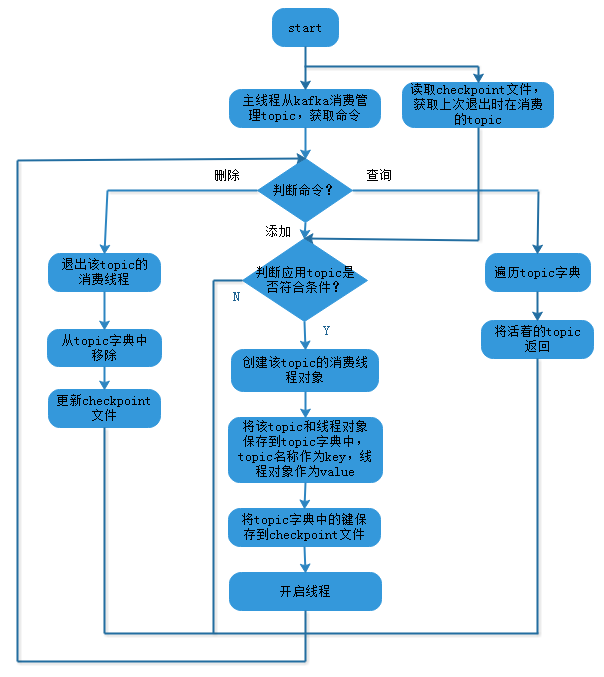 start
主线程从kafka消费管
理topic，获取命令
读取checkpoint文件，
获取上次退出时在消费
的topic
删除
判断命令？
查询
添加
退出该topic的
消费线程
判断应用topic是
否符合条件？
遍历topic字典
N
Y
从topic字典中
移除
将活着的topic
返回
创建该topic的消费线
程对象
更新checkpoint
文件
将该topic和线程对象
保存到topic字典中，
topic名称作为key，线
程对象作为value
将topic字典中的键保
存到checkpoint文件
开启线程